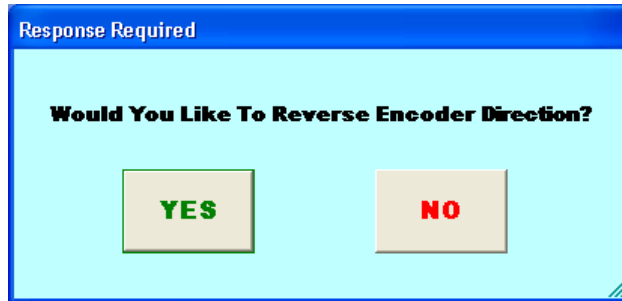 Response Required
Would You Like To Reverse Encoder Direction?
YES NO